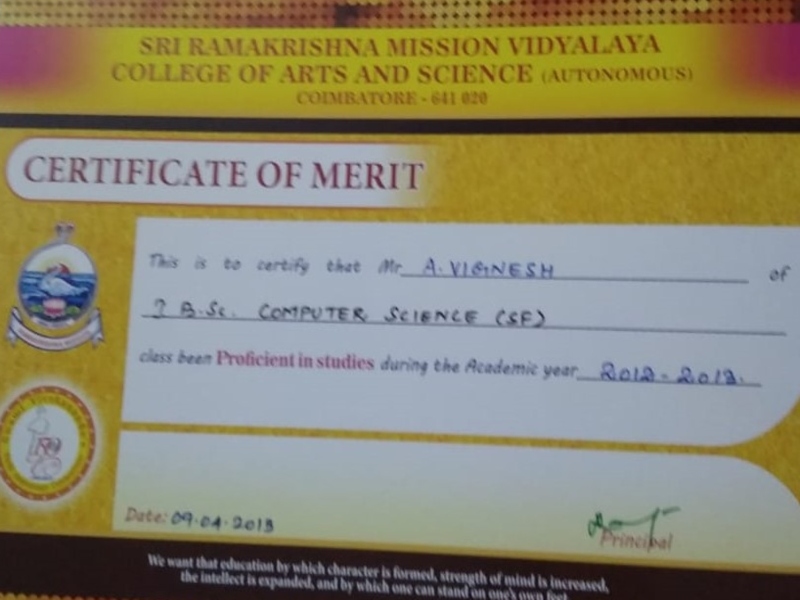 SRI RAMAKRISHNA MISSION VIDYALAYA
COLLEGE OF ARTS AND SCIENCE (AUTONOMOUS)
COIMBATORE - 641 020
CERTIFICATE OF MERIT
This is to certify that Mr A. VIGNESH of
I B.Sc. COMPUTER SCIENCE (SF)
class been Proficient in studies during the Academic year 2012-2013.
Date: 09.04.2013
Principal
We want that education by which character is formed, strength of mind is increased,
the intellect is expanded, and by which one can stand on one's own feet.